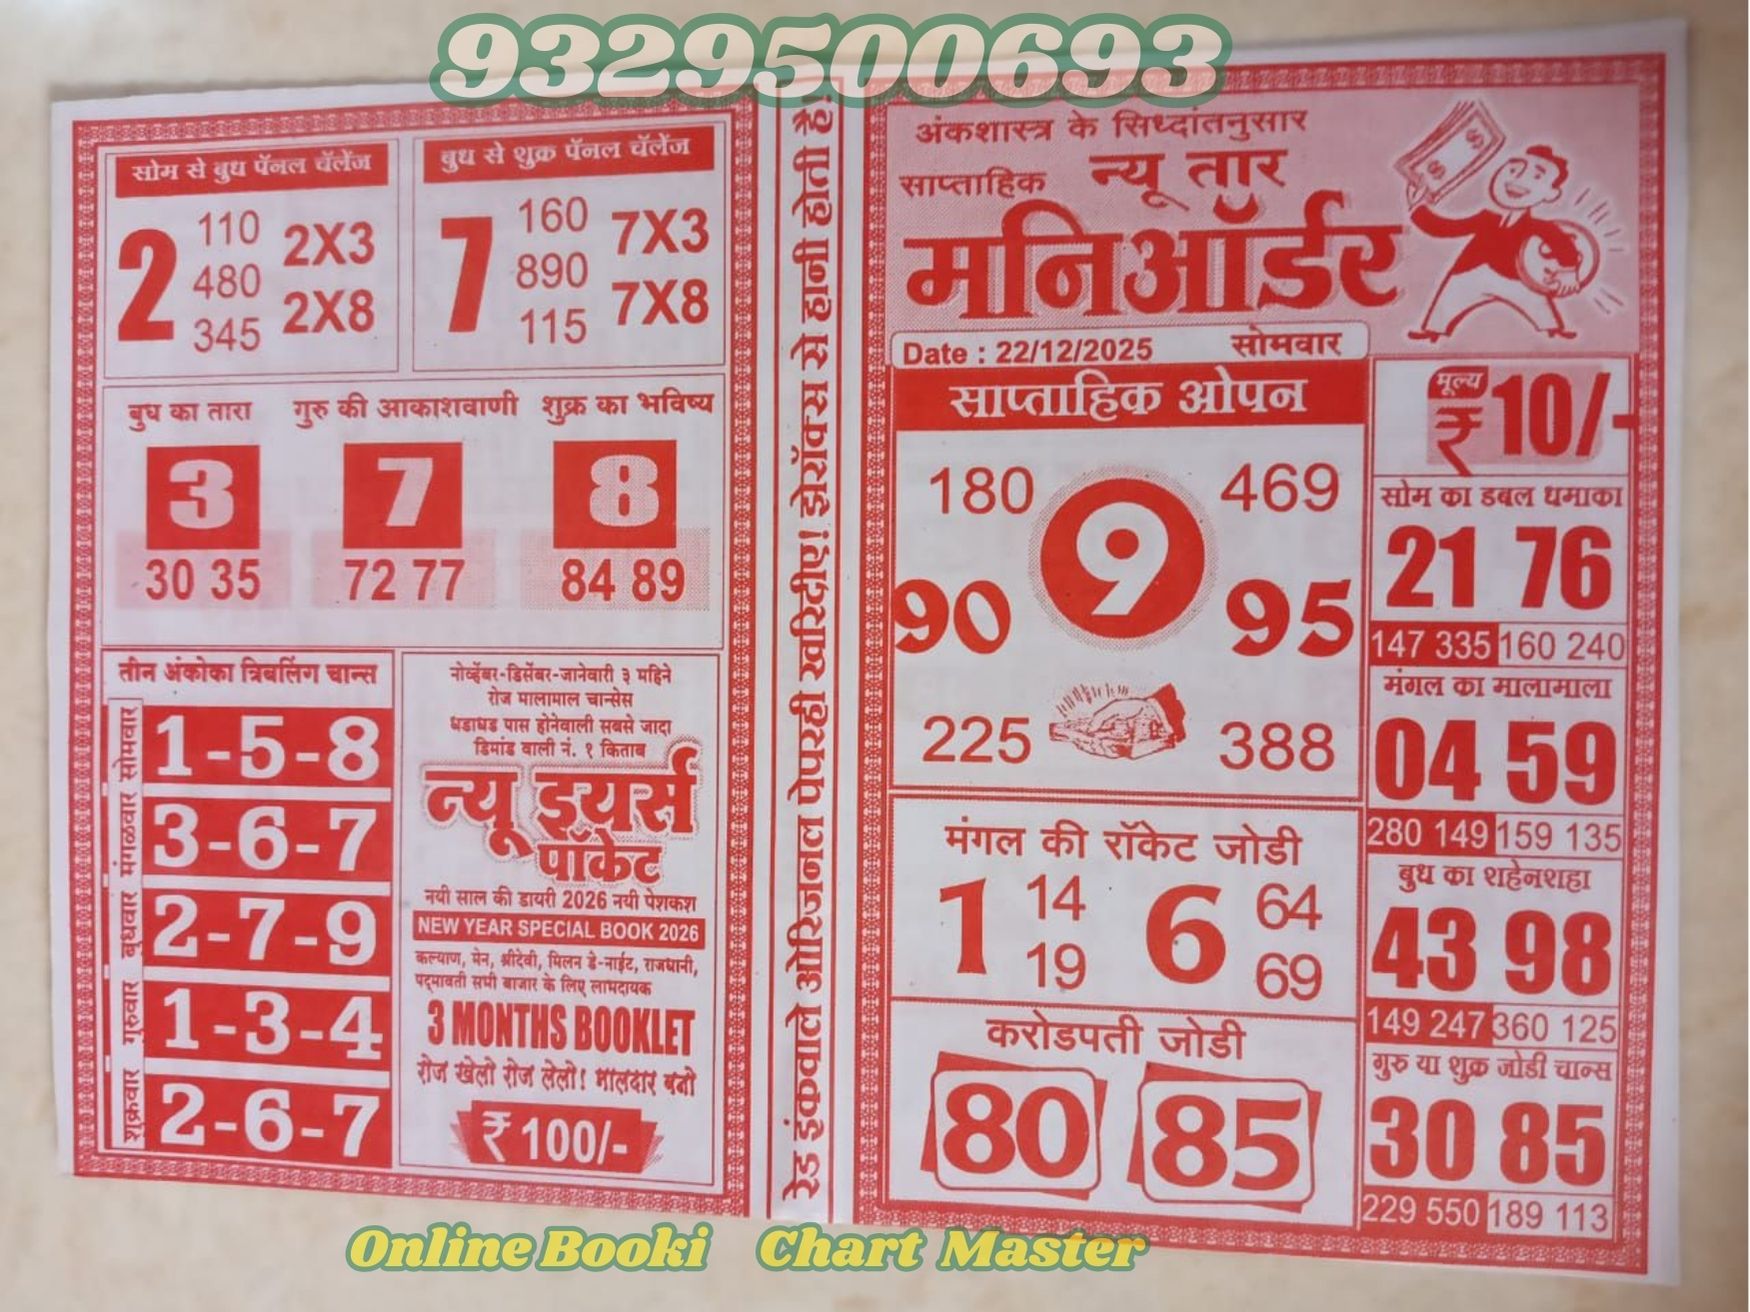 9329500693
सोम से बुध पॅनल चॅलेंज
2
110
480
345
2X3
2X8
बुध से शुक्र पॅनल चॅलेंज
7
160
890
115
7X3
7X8
बुध का तारा
3
30 35
गुरु की आकाशवाणी
7
72 77
शुक्र का भविष्य
8
84 89
तीन अंकोका त्रिबलिंग चान्स
सोमवार 1-5-8
मंगळवार 3-6-7
बुधवार 2-7-9
गुरुवार 1-3-4
शुक्रवार 2-6-7
नोव्हेंबर-डिसेंबर-जानेवारी ३ महिने
रोज मालामाल चान्सेस
धडाधड पास होनेवाली सबसे जादा
डिमांड वाली नं. १ किताब
न्यू इयर्स
पॉकेट
नयी साल की डायरी 2026 नयी पेशकश
NEW YEAR SPECIAL BOOK 2026
कल्याण, मेन, श्रीदेवी, मिलन डे-नाईट, राजधानी,
पद्मावती सभी बाजार के लिए लाभदायक
3 MONTHS BOOKLET
रोज खेलो रोज लेलो! मालदार बनो
₹ 100/-
रेड इंकवाले ओरिजनल पेपरही खरिदीए! झेरॉक्स से हानी होती है!
अंकशास्त्र के सिध्दांतनुसार
साप्ताहिक न्यू तार
मनिऑर्डर
Date : 22/12/2025 सोमवार
साप्ताहिक ओपन
180 469
9
90 95
225 388
मंगल की रॉकेट जोडी
1
14
19
6
64
69
करोडपती जोडी
80 85
मूल्य
₹10/-
सोम का डबल धमाका
21 76
147 335 160 240
मंगल का मालामाला
04 59
280 149 159 135
बुध का शहेनशहा
43 98
149 247 360 125
गुरु या शुक्र जोडी चान्स
30 85
229 550 189 113
Online Booki Chart Master